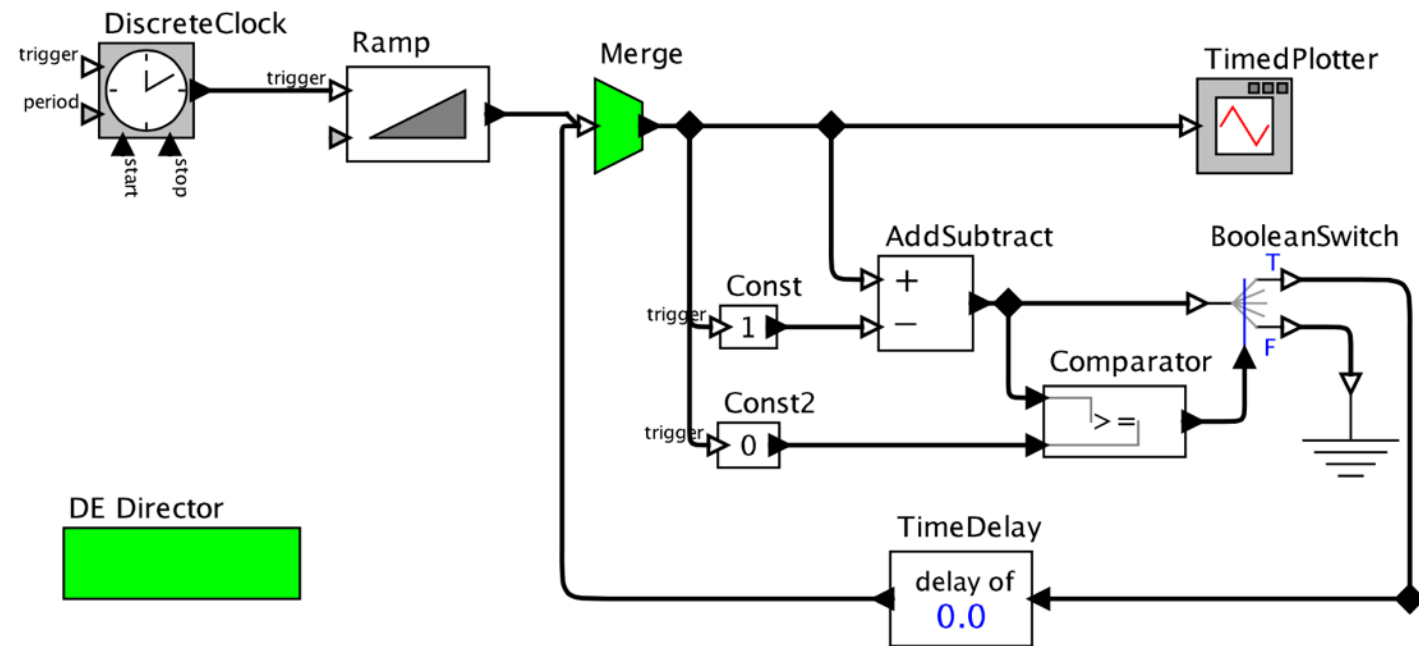 DiscreteClock
trigger
period
start
stop
Ramp
trigger
Merge
TimedPlotter
AddSubtract
+
−
BooleanSwitch
T
F
Const
trigger
1
Comparator
>=
Const2
trigger
0
DE Director
TimeDelay
delay of
0.0